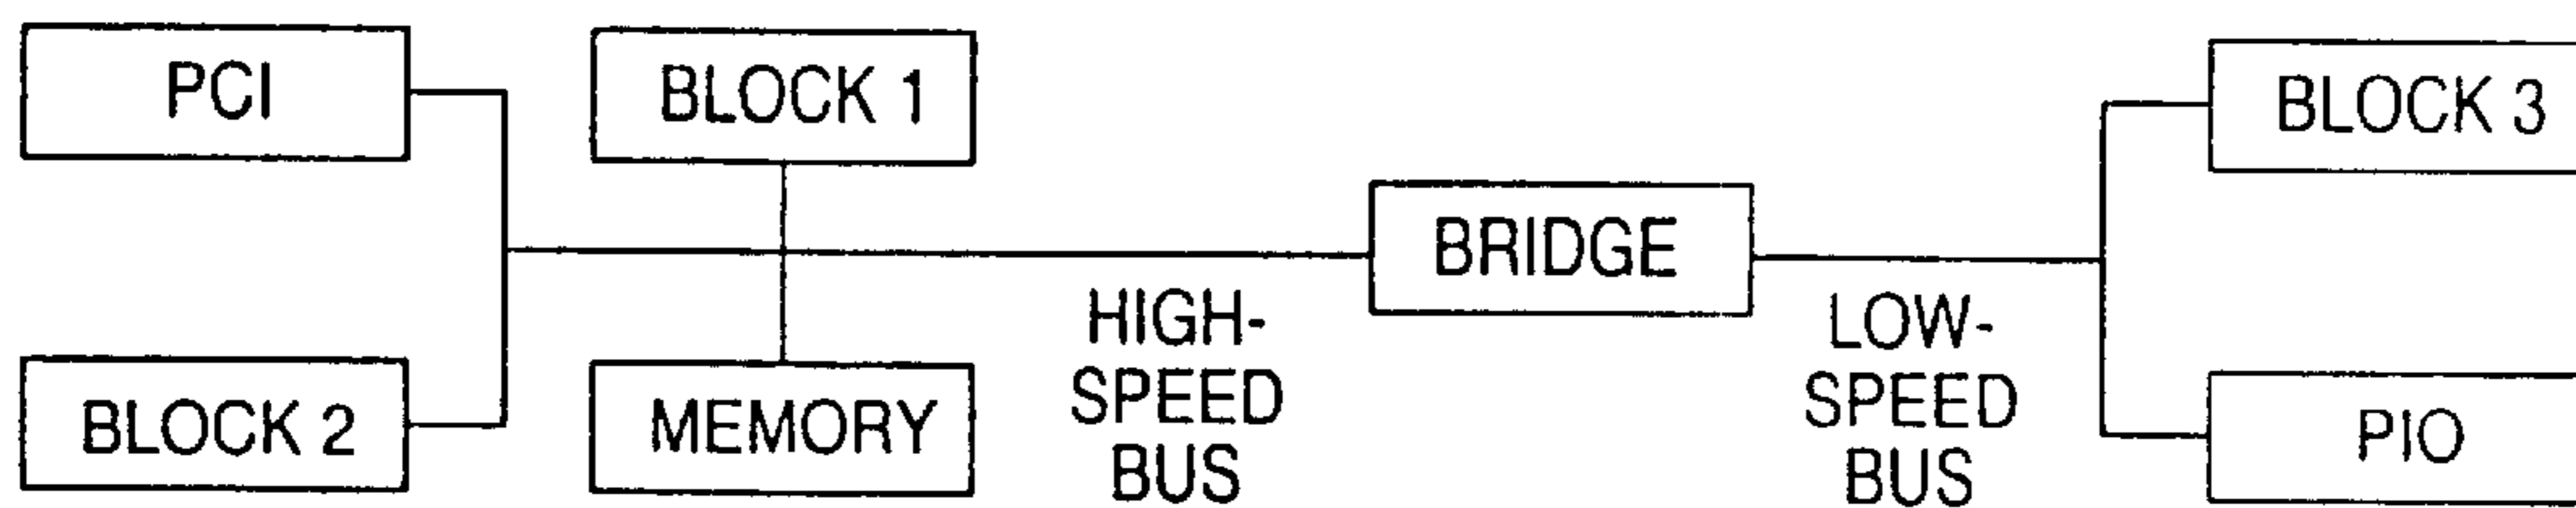 PCI
BLOCK 1
BLOCK 3
BRIDGE
HIGH-
SPEED
BUS
LOW-
SPEED
BUS
BLOCK 2
MEMORY
PIO